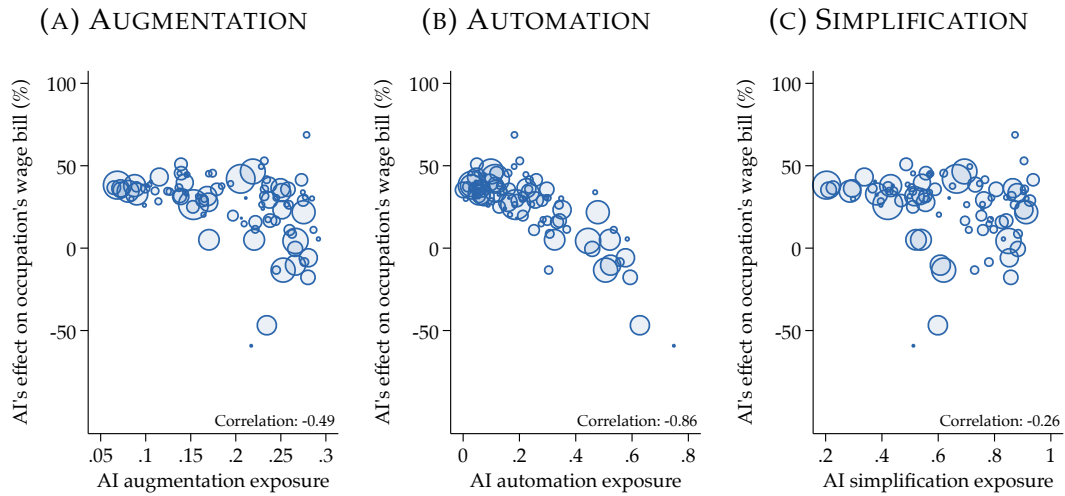 (A) AUGMENTATION
AI's effect on occupation's wage bill (%)
100
50
0
-50
Correlation: -0.49
.05 .1 .15 .2 .25 .3
AI augmentation exposure
(B) AUTOMATION
AI's effect on occupation's wage bill (%)
100
50
0
-50
Correlation: -0.86
0 .2 .4 .6 .8
AI automation exposure
(C) SIMPLIFICATION
AI's effect on occupation's wage bill (%)
100
50
0
-50
Correlation: -0.26
.2 .4 .6 .8 1
AI simplification exposure